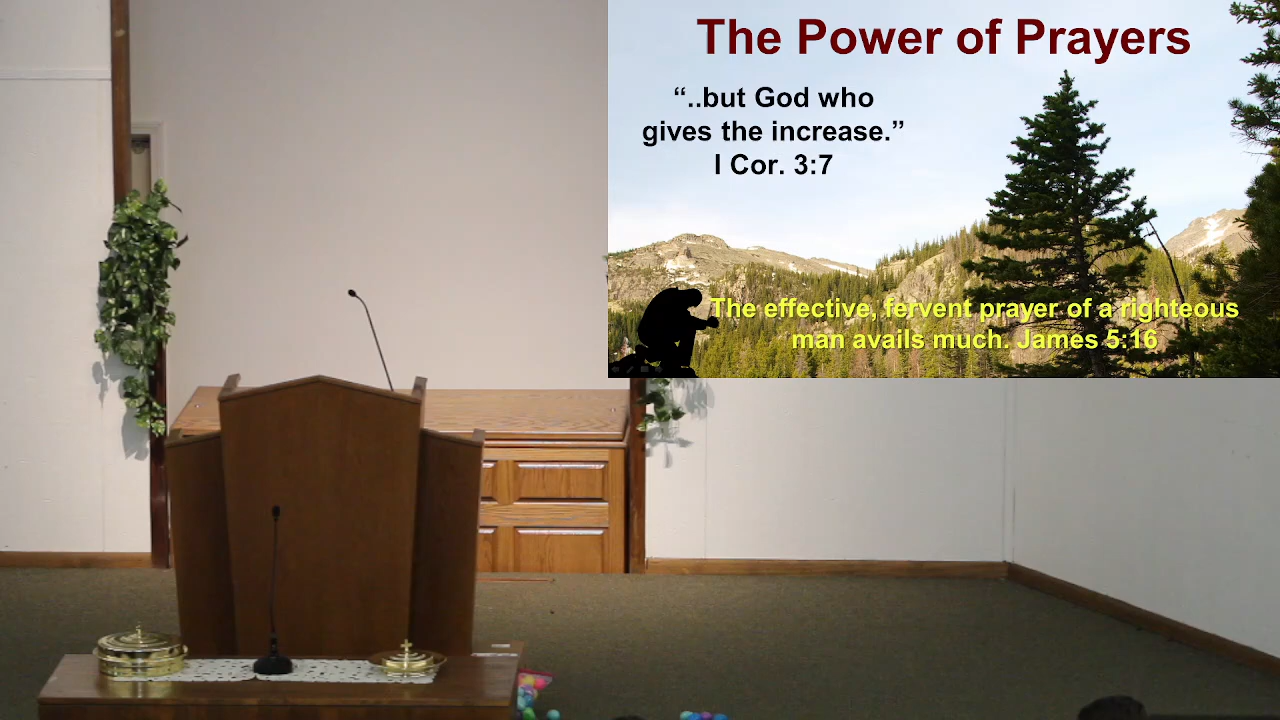 The Power of Prayers
“..but God who
gives the increase.”
I Cor. 3:7
The effective, fervent prayer of a righteous
man avails much. James 5:16